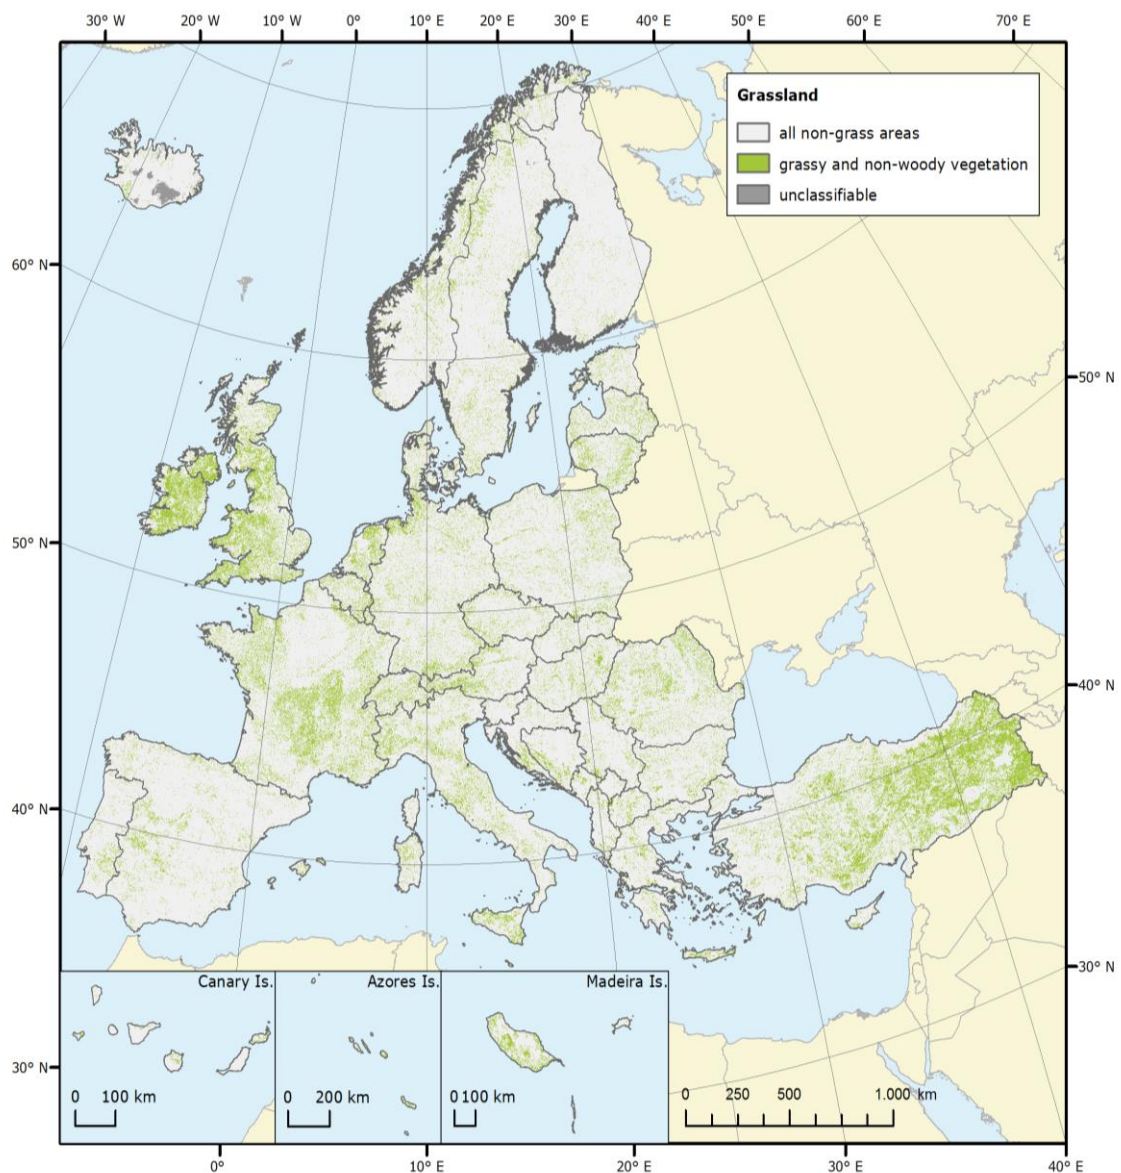 30° W 20° W 10° W 0° 10° E 20° E 30° E 40° E 50° E 60° E 70° E
Grassland
all non-grass areas
grassy and non-woody vegetation
unclassifiable
60° N
50° N
50° N
40° N
40° N
30° N
30° N
Canary Is. Azores Is. Madeira Is.
0 100 km 0 200 km 0 100 km 0 250 500 1.000 km
0° 10° E 20° E 30° E 40° E